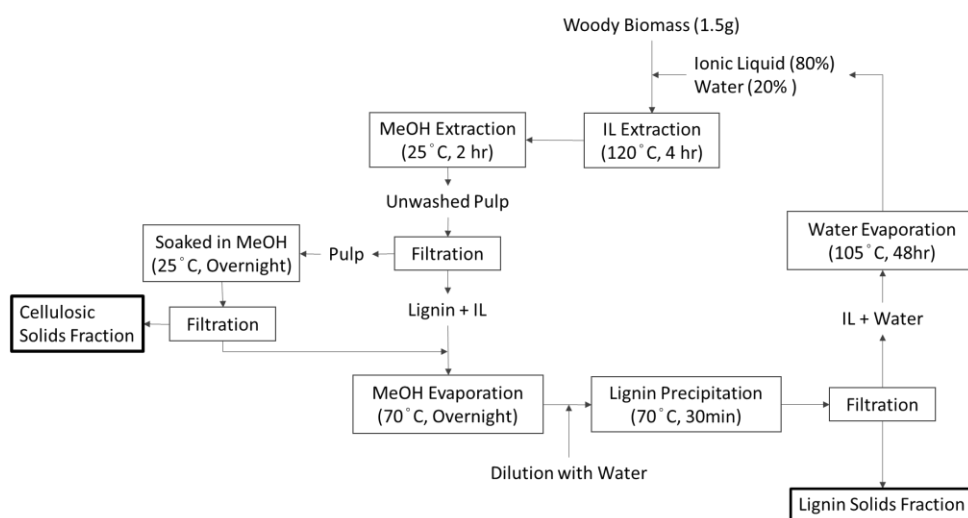 Woody Biomass (1.5g)
Ionic Liquid (80%)
Water (20% )
MeOH Extraction
(25˚C, 2 hr)
IL Extraction
(120˚C, 4 hr)
Unwashed Pulp
Soaked in MeOH
(25˚C, Overnight)
Pulp
Filtration
Water Evaporation
(105˚C, 48hr)
Cellulosic
Solids Fraction
Filtration
Lignin + IL
IL + Water
MeOH Evaporation
(70˚C, Overnight)
Lignin Precipitation
(70˚C, 30min)
Filtration
Dilution with Water
Lignin Solids Fraction